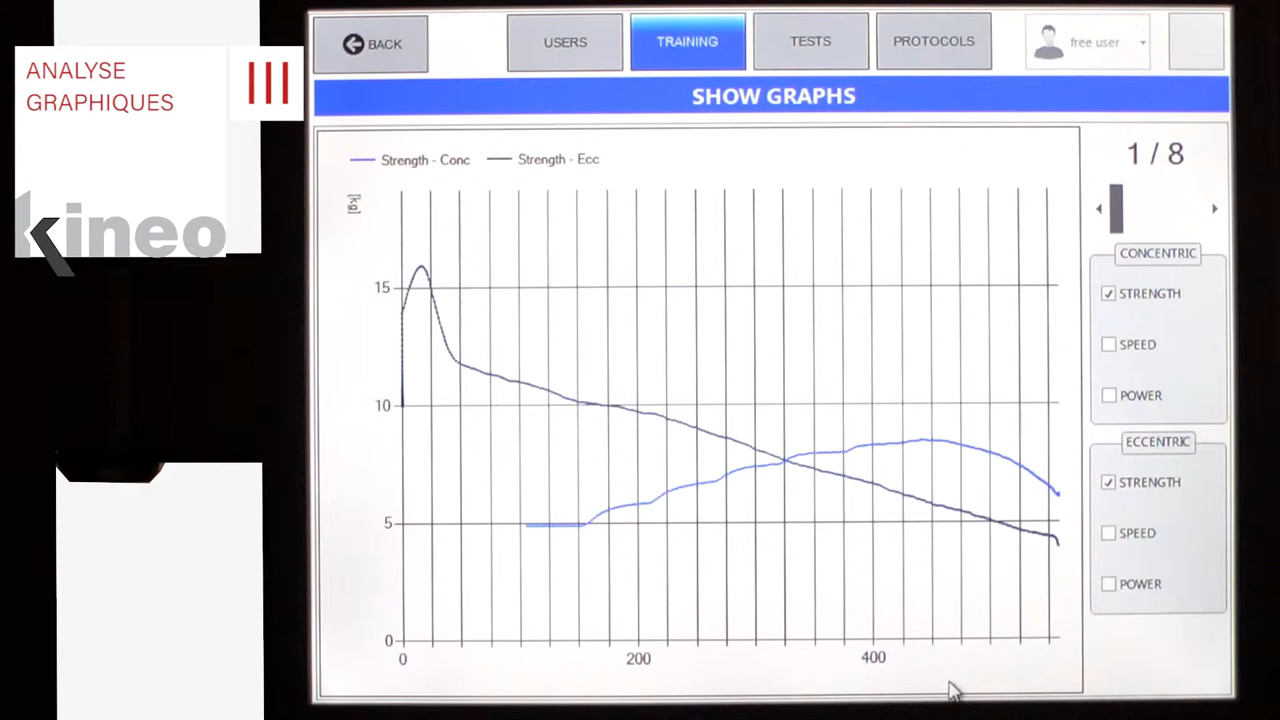 ANALYSE
GRAPHIQUES
III
kineo
BACK
USERS
TRAINING
TESTS
PROTOCOLS
free user
SHOW GRAPHS
Strength - Conc
Strength - Ecc
[kg]
15
10
5
0
0
200
400
1 / 8
CONCENTRIC
STRENGTH
SPEED
POWER
ECCENTRIC
STRENGTH
SPEED
POWER